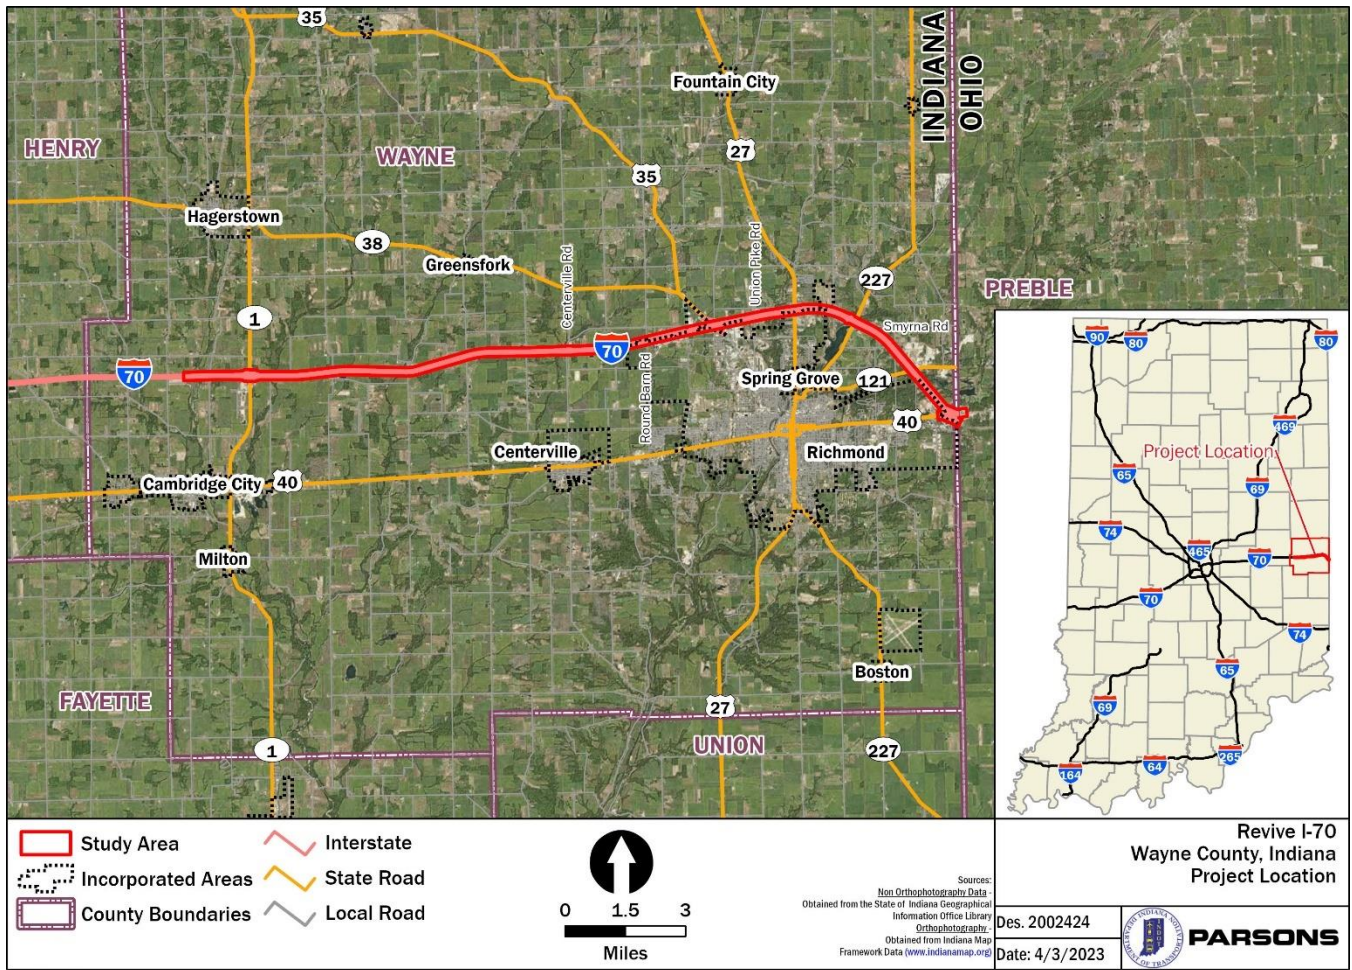 35
Fountain City
INDIANA
OHIO
HENRY
WAYNE
27
35
Hagerstown
38
Greensfork
Centerville Rd
Union Pike Rd
227
PREBLE
1
Smyrna Rd
70
70
Round Barn Rd
Spring Grove
121
40
Centerville
Richmond
Cambridge City
40
Milton
Boston
FAYETTE
27
UNION
1
227
90
80
80
469
Project Location
65
69
74
465
70
70
74
65
69
265
64
164
Study Area
Incorporated Areas
County Boundaries
Interstate
State Road
Local Road
0 1.5 3
Miles
Sources:
Non Orthophotography Data -
Obtained from the State of Indiana Geographical
Information Office Library
Orthophotography -
Obtained from Indiana Map
Framework Data (www.indianamap.org)
Revive I-70
Wayne County, Indiana
Project Location
Des. 2002424
Date: 4/3/2023
INDIANA
DEPARTMENT OF TRANSPORTATION
INDOT
PARSONS